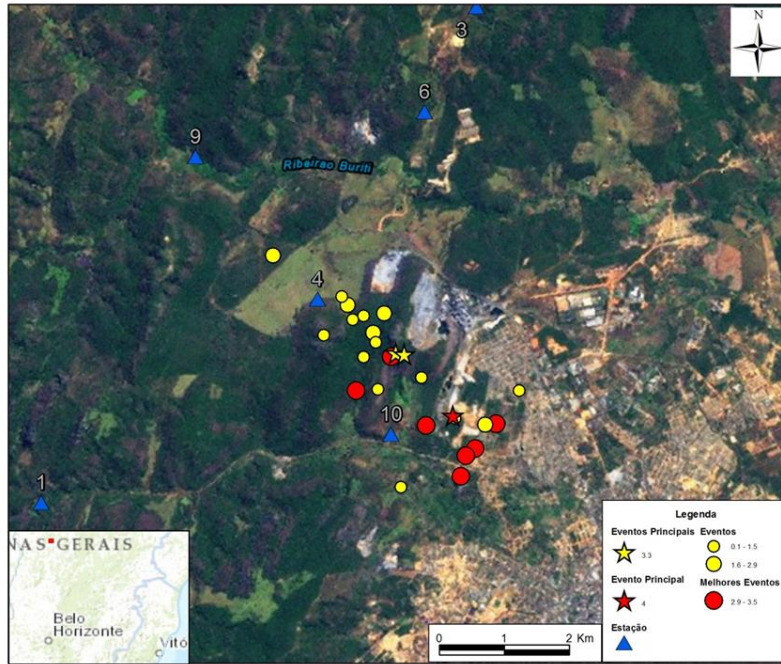 N
3
6
9
Ribeirao Buriti
4
10
1
NAS GERAIS
Belo
Horizonte
Vitó
0 1 2 Km
Legenda
Eventos Principais
3.3
Evento Principal
4
Estação
Eventos
0.1 - 1.5
1.6 - 2.9
Melhores Eventos
2.9 - 3.5